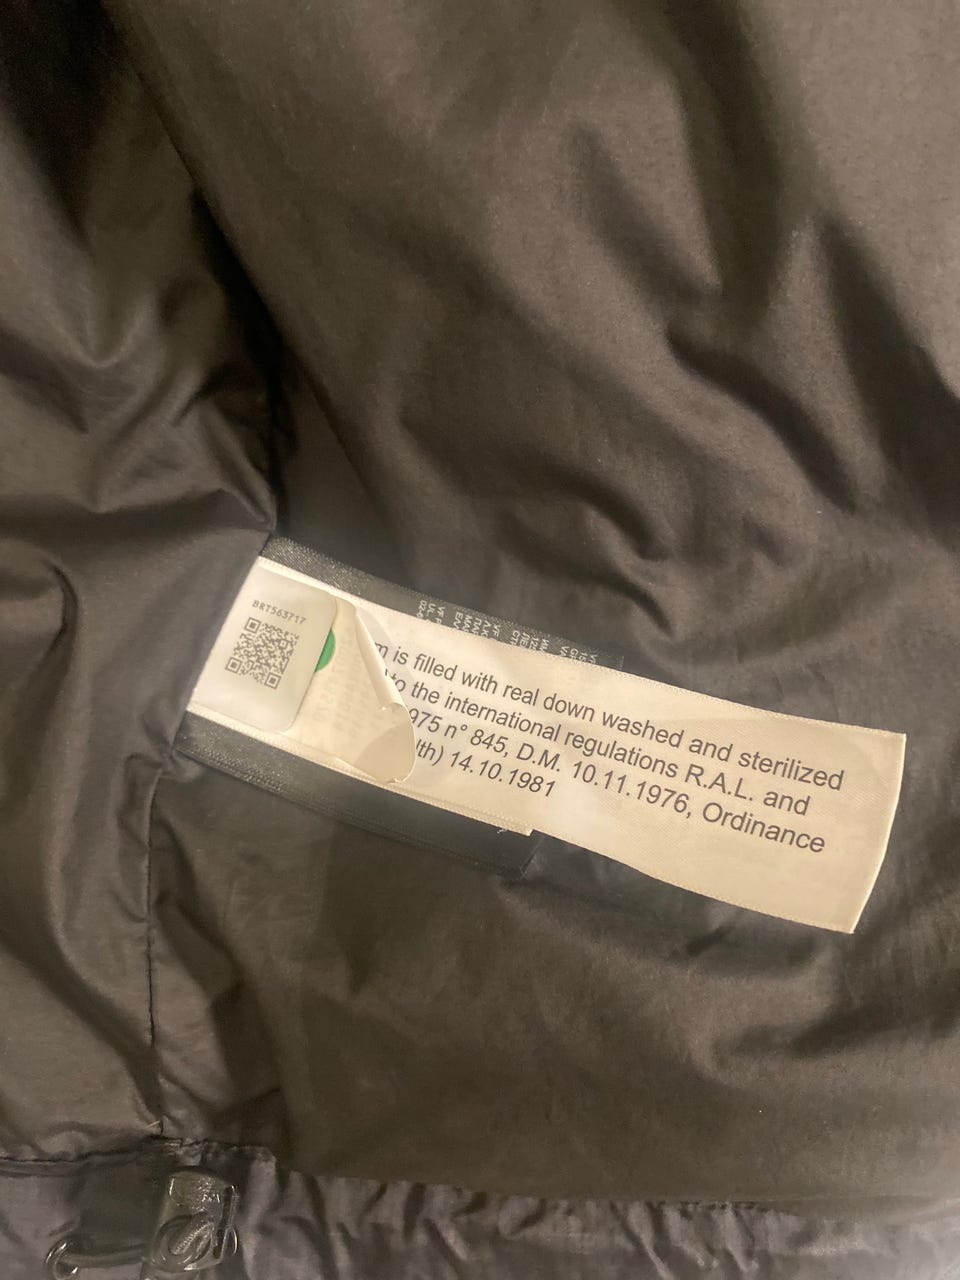 BRT563717
is filled with real down washed and sterilized
to the international regulations R.A.L. and
975 n° 845, D.M. 10.11.1976, Ordinance
lth) 14.10.1981